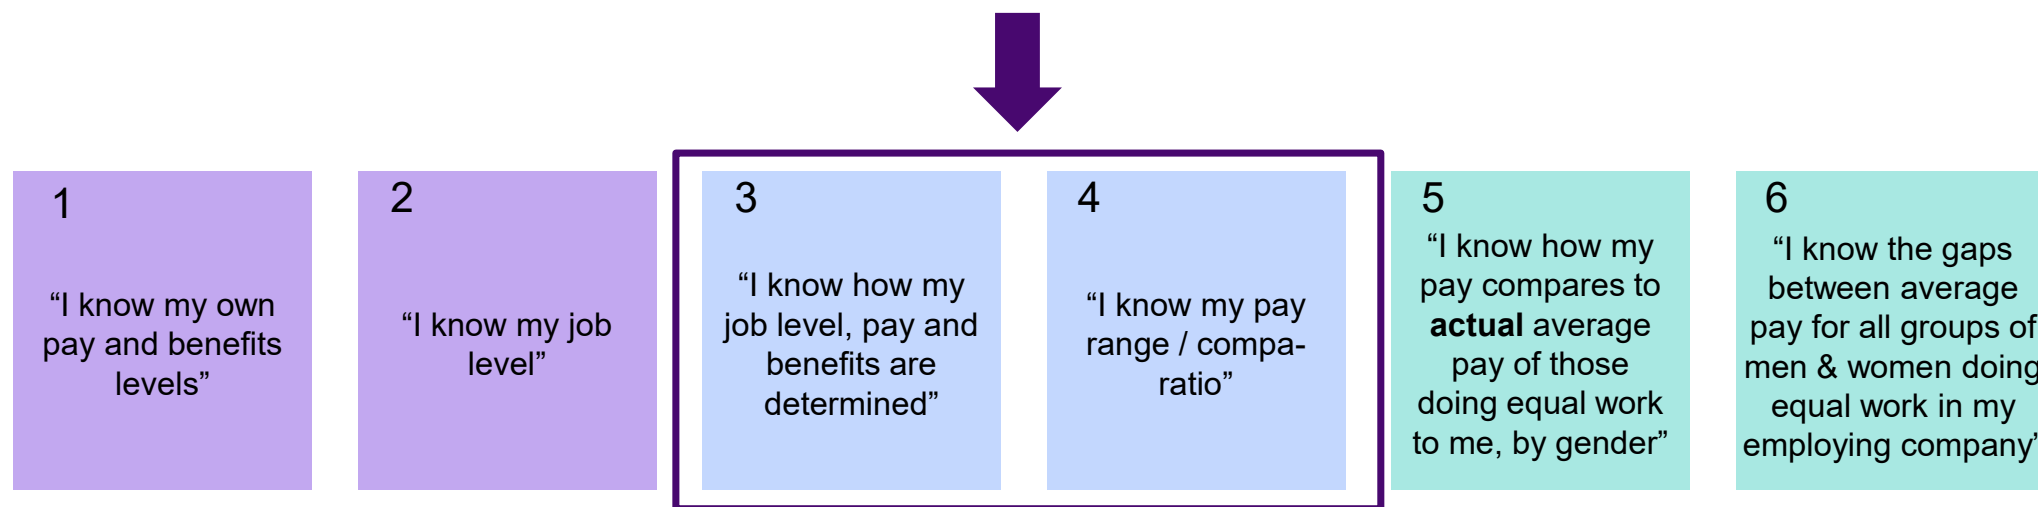 1
“I know my own
pay and benefits
levels”
2
“I know my job
level”
3
“I know how my
job level, pay and
benefits are
determined”
4
“I know my pay
range / compa-
ratio”
5
“I know how my
pay compares to
actual average
pay of those
doing equal work
to me, by gender”
6
“I know the gaps
between average
pay for all groups of
men & women doing
equal work in my
employing company”